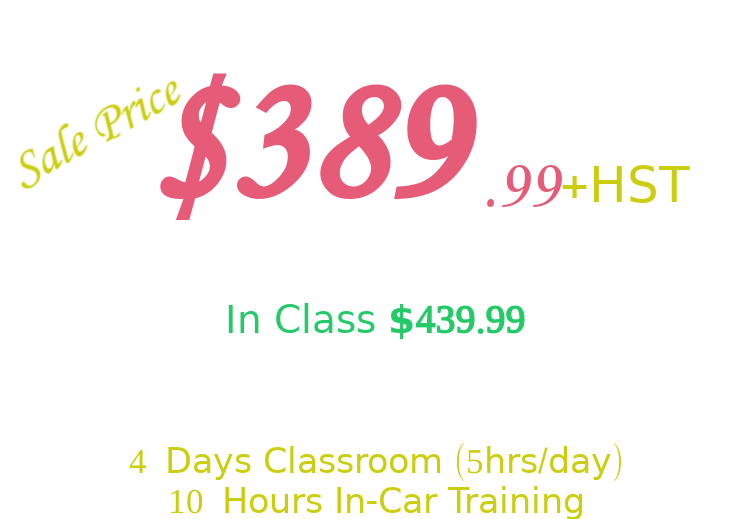 Sale Price
$389.99+HST
In Class $439.99
4 Days Classroom (5hrs/day)
10 Hours In-Car Training